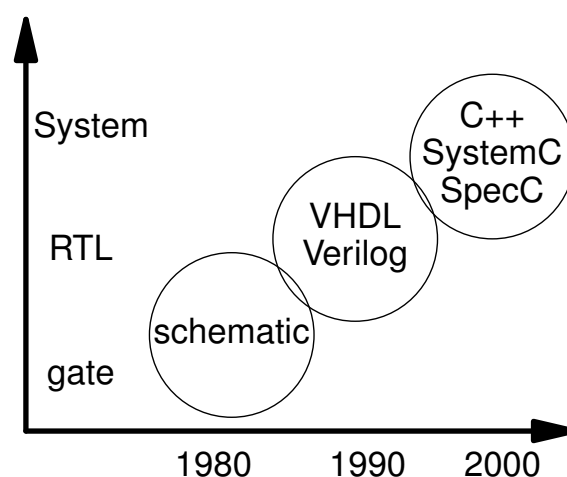 System
C++
SystemC
SpecC
RTL
VHDL
Verilog
schematic
gate
1980 1990 2000